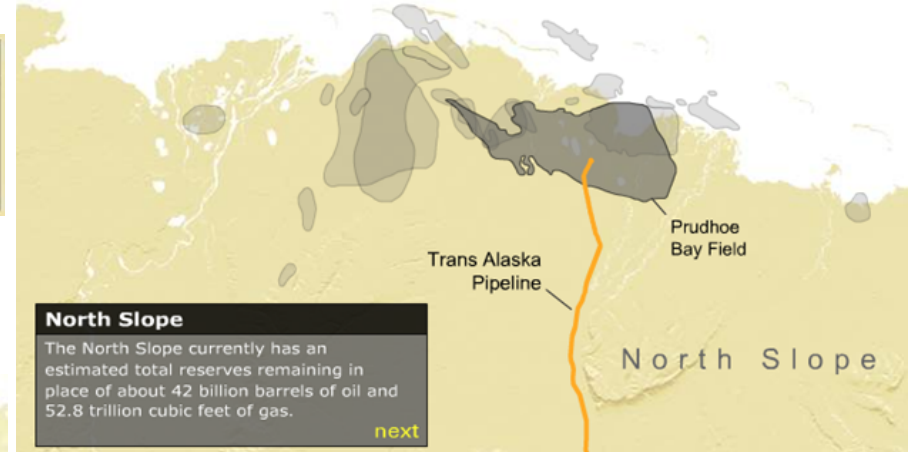 Prudhoe
Bay Field
Trans Alaska
Pipeline
North Slope
North Slope
The North Slope currently has an
estimated total reserves remaining in
place of about 42 billion barrels of oil and
52.8 trillion cubic feet of gas.
next